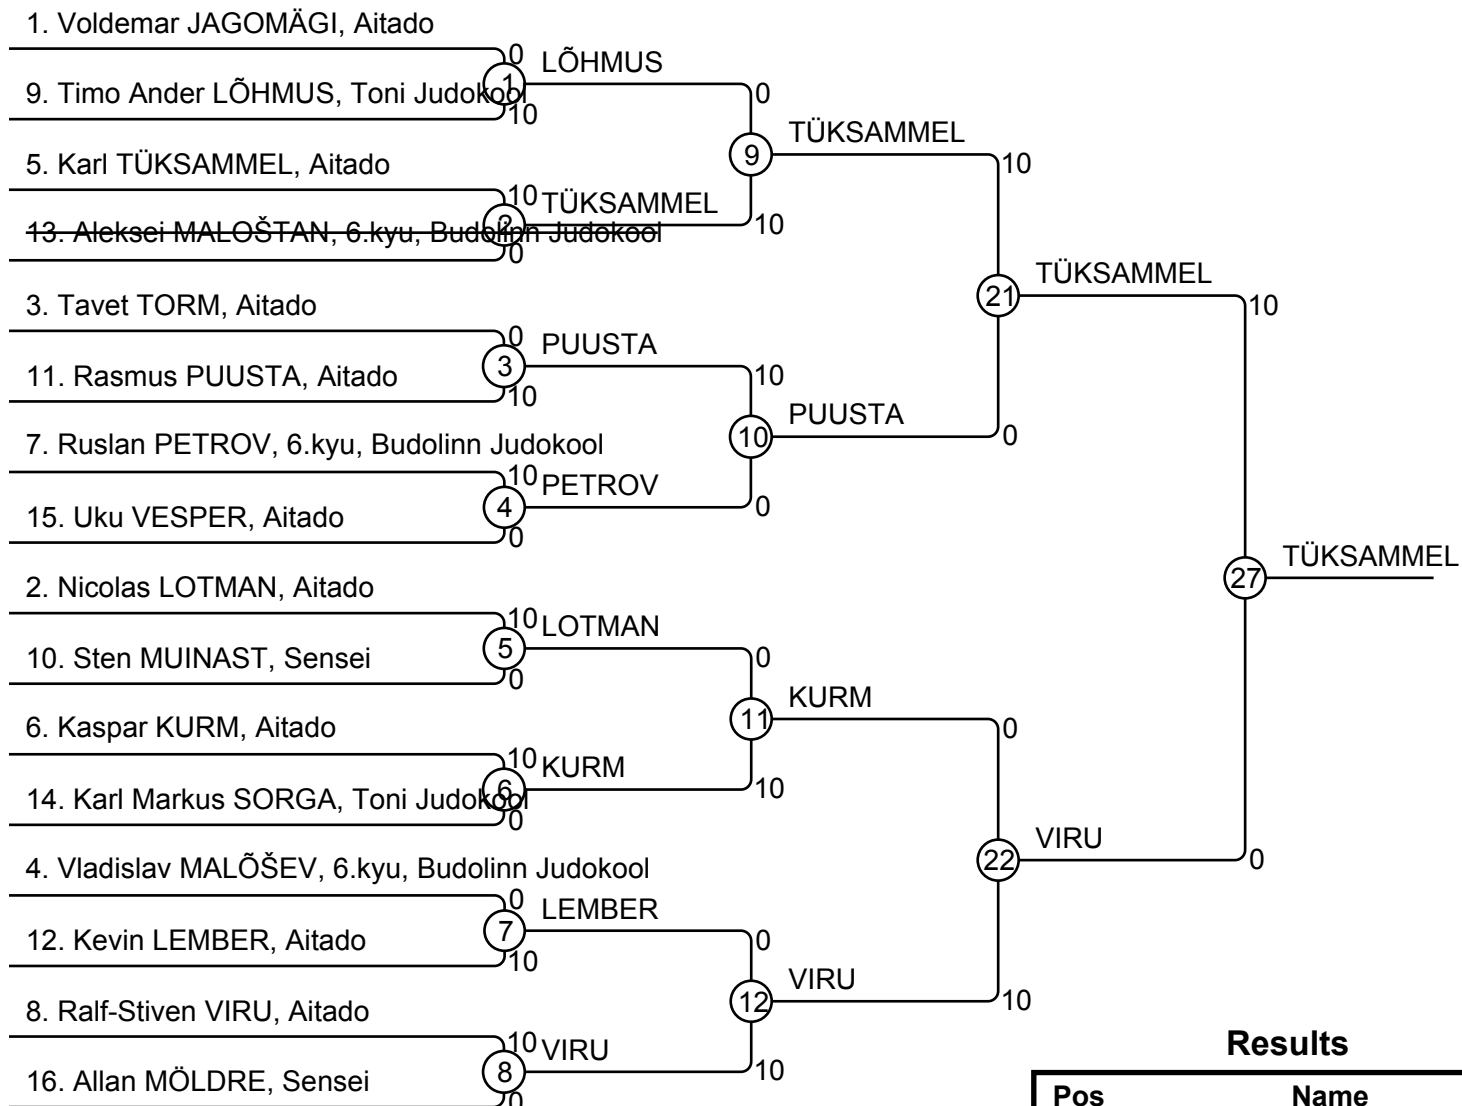 1. Voldemar JAGOMÄGI, Aitado
0
1
LÕHMUS
9. Timo Ander LÕHMUS, Toni Judokool
10
0
9
TÜKSAMMEL
5. Karl TÜKSAMMEL, Aitado
10
2
TÜKSAMMEL
13. Aleksei MALOŠTAN, 6.kyu, Budolinn Judokool
0
10
10
21
TÜKSAMMEL
3. Tavet TORM, Aitado
0
3
PUUSTA
11. Rasmus PUUSTA, Aitado
10
10
10
PUUSTA
0
7. Ruslan PETROV, 6.kyu, Budolinn Judokool
10
4
PETROV
15. Uku VESPER, Aitado
0
0
10
27
TÜKSAMMEL
2. Nicolas LOTMAN, Aitado
10
5
LOTMAN
10. Sten MUINAST, Sensei
0
0
11
KURM
6. Kaspar KURM, Aitado
10
6
KURM
14. Karl Markus SORGA, Toni Judokool
0
10
0
22
VIRU
0
4. Vladislav MALÕŠEV, 6.kyu, Budolinn Judokool
0
7
LEMBER
12. Kevin LEMBER, Aitado
10
0
12
VIRU
10
8. Ralf-Stiven VIRU, Aitado
10
8
VIRU
16. Allan MÖLDRE, Sensei
0
10
Results
Pos Name